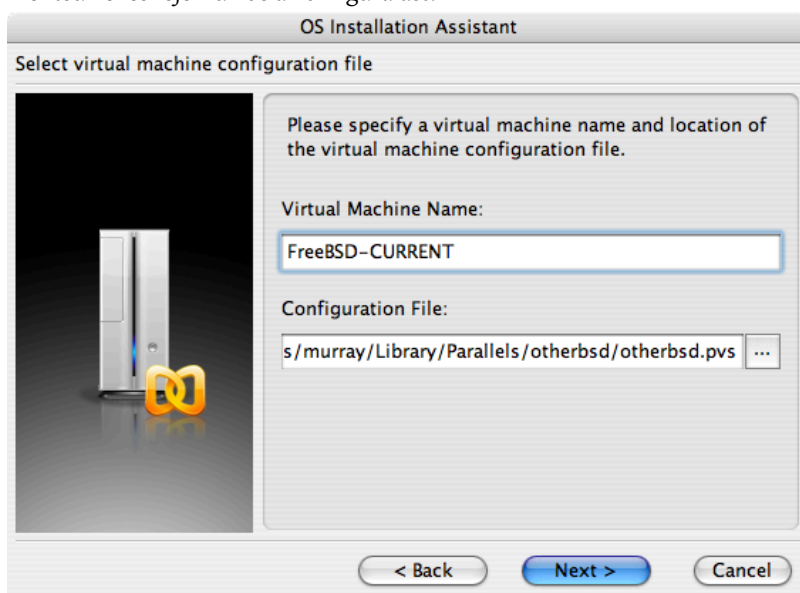 OS Installation Assistant
Select virtual machine configuration file
Please specify a virtual machine name and location of
the virtual machine configuration file.
Virtual Machine Name:
FreeBSD-CURRENT
Configuration File:
s/murray/Library/Parallels/otherbsd/otherbsd.pvs ...
< Back Next > Cancel